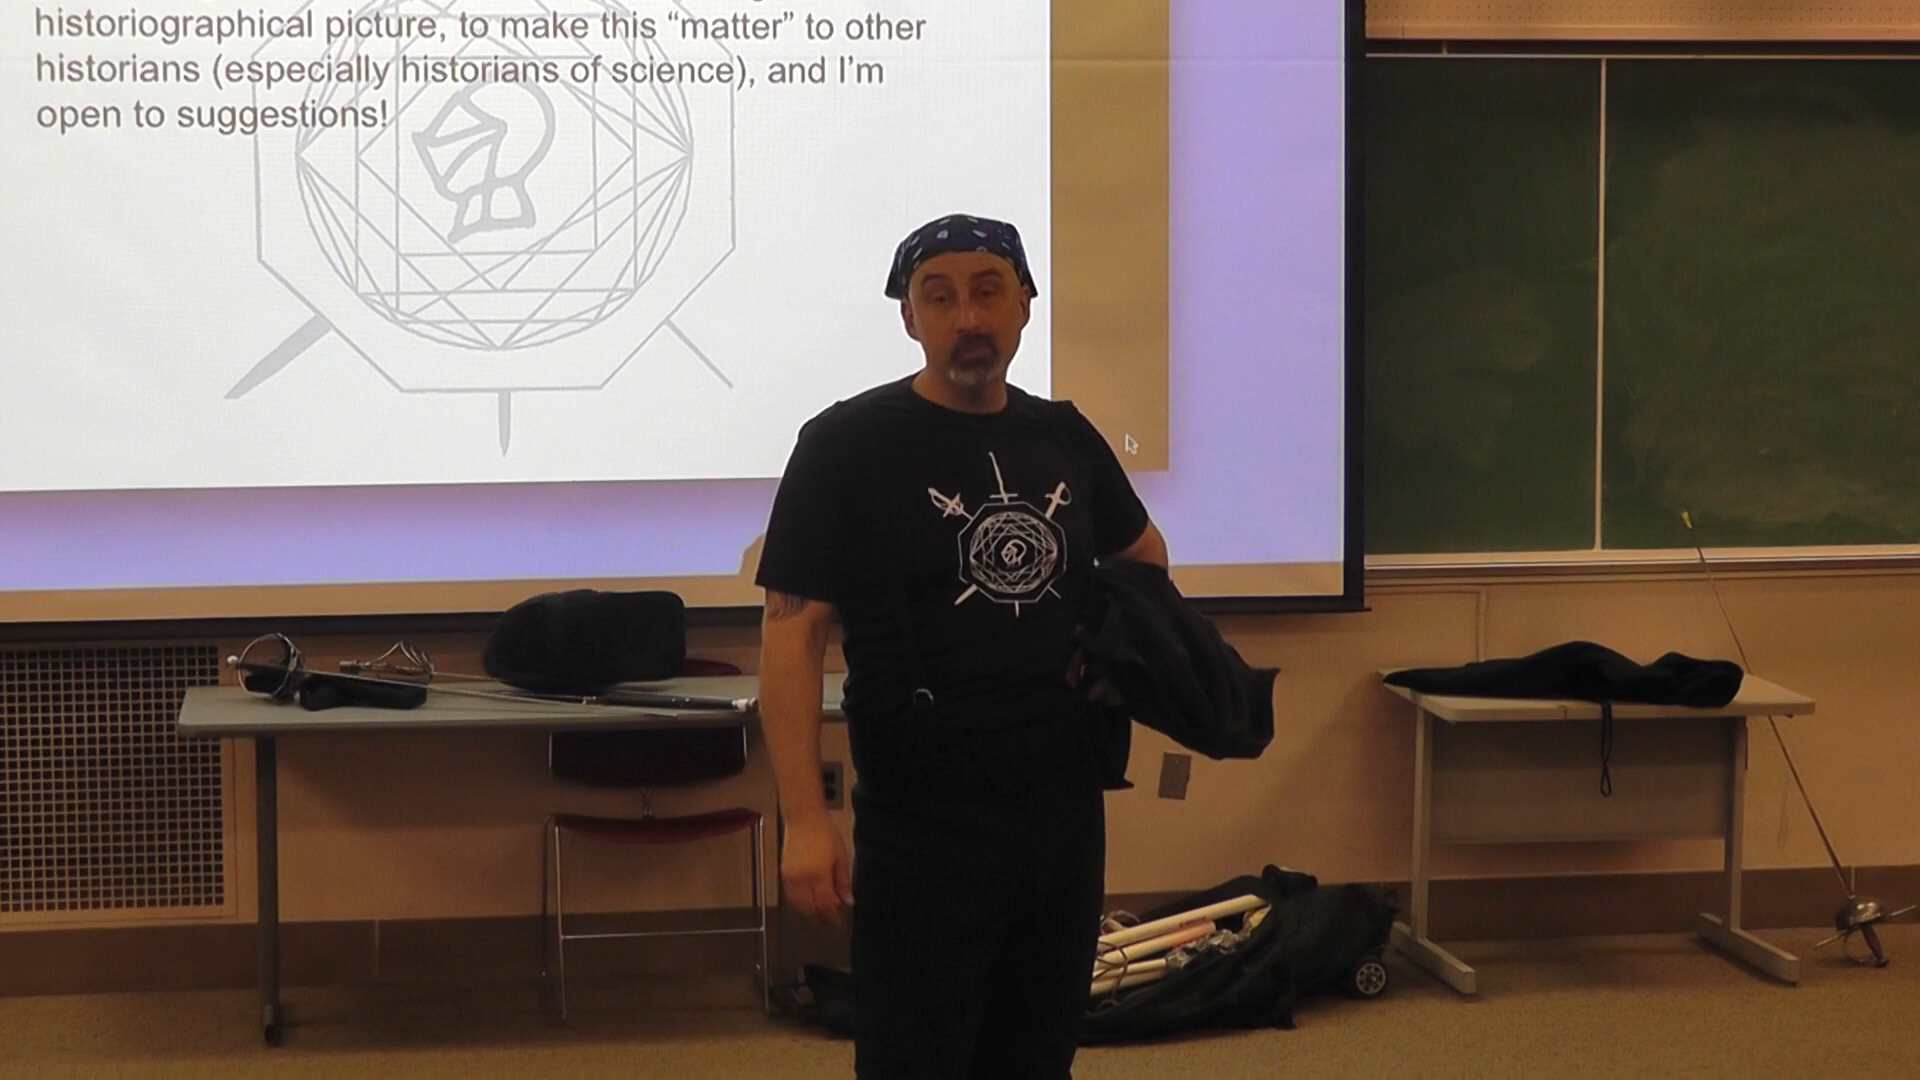 historiographical picture, to make this “matter” to other
historians (especially historians of science), and I’m
open to suggestions!